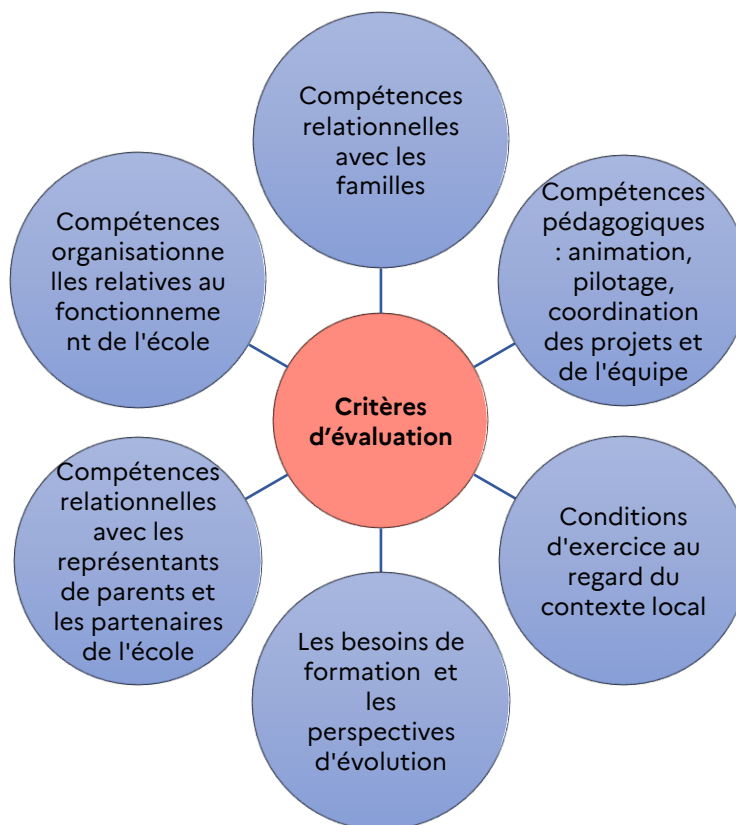 Compétences
relationnelles
avec les
familles
Compétences
pédagogiques
: animation,
pilotage,
coordination
des projets et
de l'équipe
Conditions
d'exercice au
regard du
contexte local
Les besoins de
formation et
les
perspectives
d'évolution
Compétences
relationnelles
avec les
représentants
de parents et
les partenaires
de l'école
Compétences
organisationne
lles relatives au
fonctionneme
nt de l'école
Critères
d’évaluation